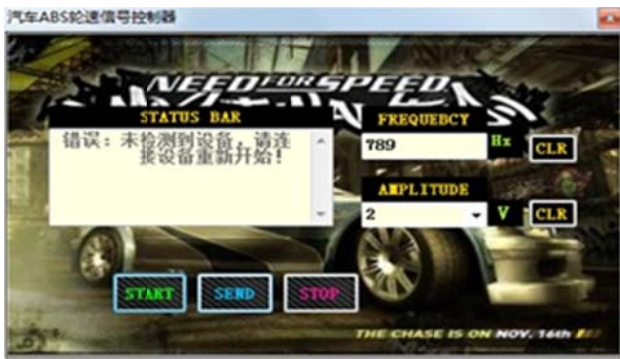 汽车ABS轮速信号控制器
NEED FOR SPEED
STATUS BAR
错误：未检测到设备，请连
接设备重新开始！
FREQUEBCY
789
Hz
CLR
AMPLITUDE
2
V
CLR
START
SEND
STOP
THE CHASE IS ON NOV. 16th